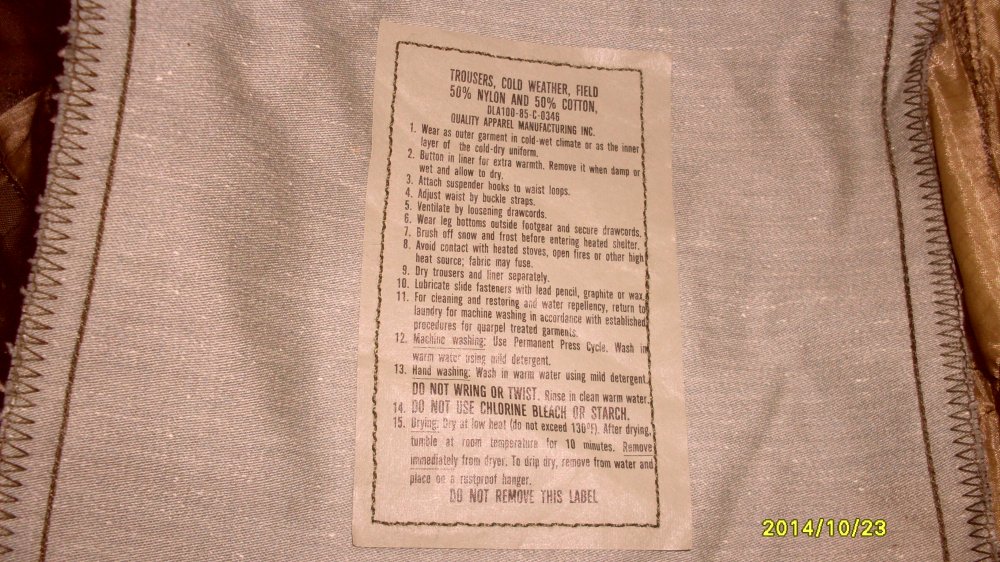 TROUSERS, COLD WEATHER, FIELD
50% NYLON AND 50% COTTON,
DLA100-85-C-0346
QUALITY APPAREL MANUFACTURING INC.
1. Wear as outer garment in cold-wet climate or as the inner
layer of the cold-dry uniform.
2. Button in liner for extra warmth. Remove it when damp or
wet and allow to dry.
3. Attach suspender hooks to waist loops.
4. Adjust waist by buckle straps.
5. Ventilate by loosening drawcords.
6. Wear leg bottoms outside footgear and secure drawcords.
7. Brush off snow and frost before entering heated shelter.
8. Avoid contact with heated stoves, open fires or other high
heat source; fabric may fuse.
9. Dry trousers and liner separately.
10. Lubricate slide fasteners with lead pencil, graphite or wax.
11. For cleaning and restoring and water repellency, return to
laundry for machine washing in accordance with established
procedures for quarpel treated garments.
12. Machine washing: Use Permanent Press Cycle. Wash in
warm water using mild detergent.
13. Hand washing: Wash in warm water using mild detergent.
DO NOT WRING OR TWIST. Rinse in clean warm water.
14. DO NOT USE CHLORINE BLEACH OR STARCH.
15. Drying: Dry at low heat (do not exceed 130°F). After drying,
tumble at room temperature for 10 minutes. Remove
immediately from dryer. To drip dry, remove from water and
place on a rustproof hanger.
DO NOT REMOVE THIS LABEL
2014/10/23